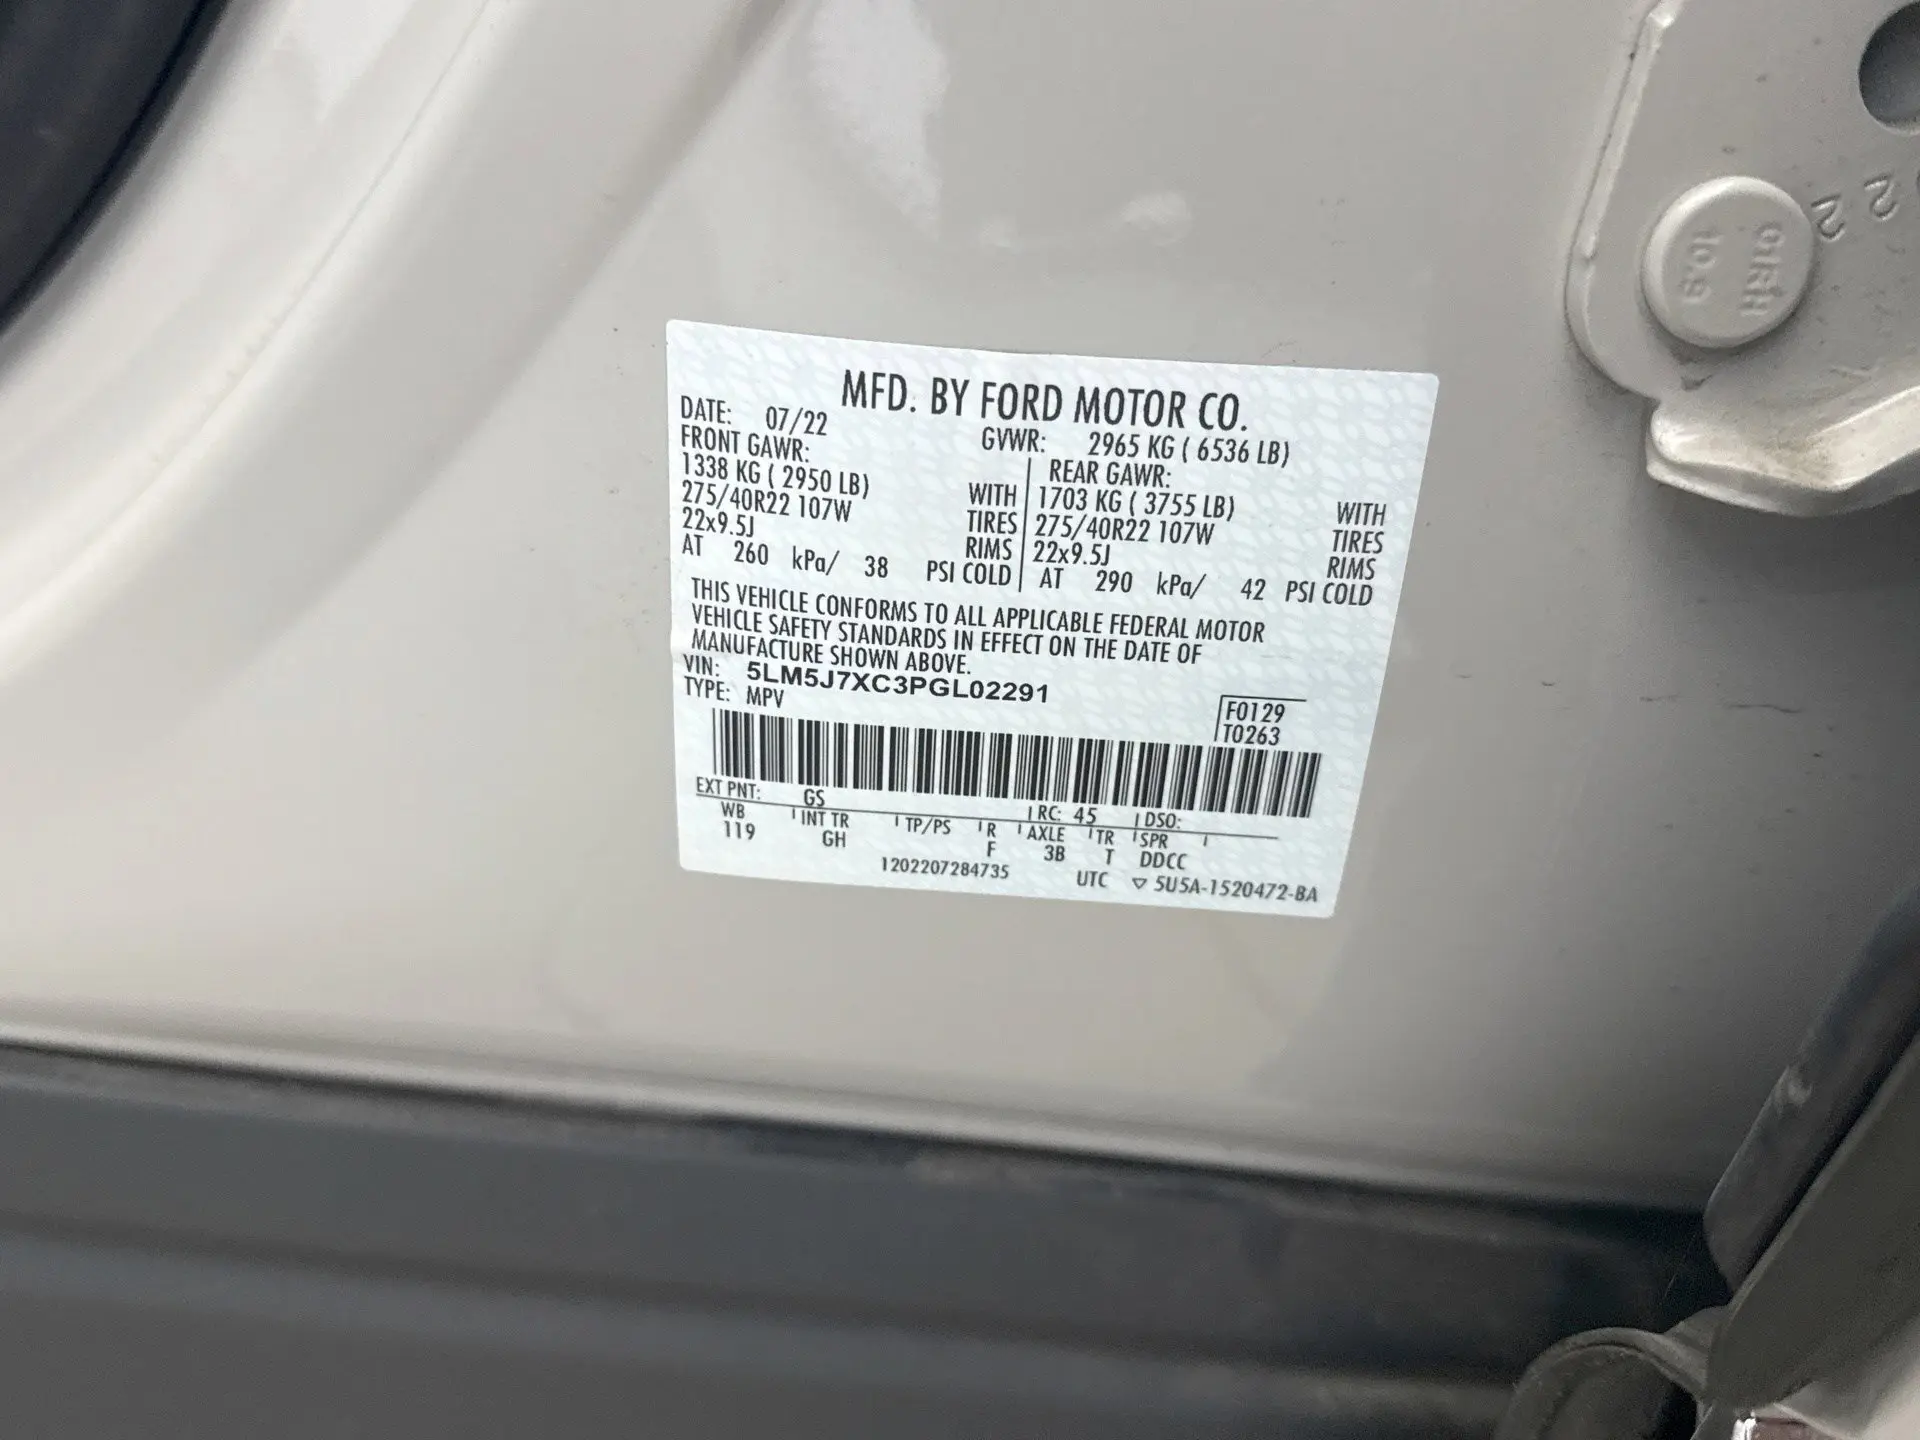 MFD. BY FORD MOTOR CO.
DATE: 07/22 GVWR: 2965 KG ( 6536 LB)
FRONT GAWR: REAR GAWR:
1338 KG ( 2950 LB) WITH 1703 KG ( 3755 LB) WITH
275/40R22 107W TIRES 275/40R22 107W TIRES
22x9.5J RIMS 22x9.5J RIMS
AT 260 kPa/ 38 PSI COLD AT 290 kPa/ 42 PSI COLD
THIS VEHICLE CONFORMS TO ALL APPLICABLE FEDERAL MOTOR
VEHICLE SAFETY STANDARDS IN EFFECT ON THE DATE OF
MANUFACTURE SHOWN ABOVE.
VIN: 5LM5J7XC3PGL02291
TYPE: MPV
F0129
T0263
EXT PNT: GS RC: 45 DSO:
WB INT TR TP/PS R AXLE TR SPR
119 GH F 3B T DDCC
1202207284735 UTC ▽ 5U5A-1520472-BA
10.9
2 2